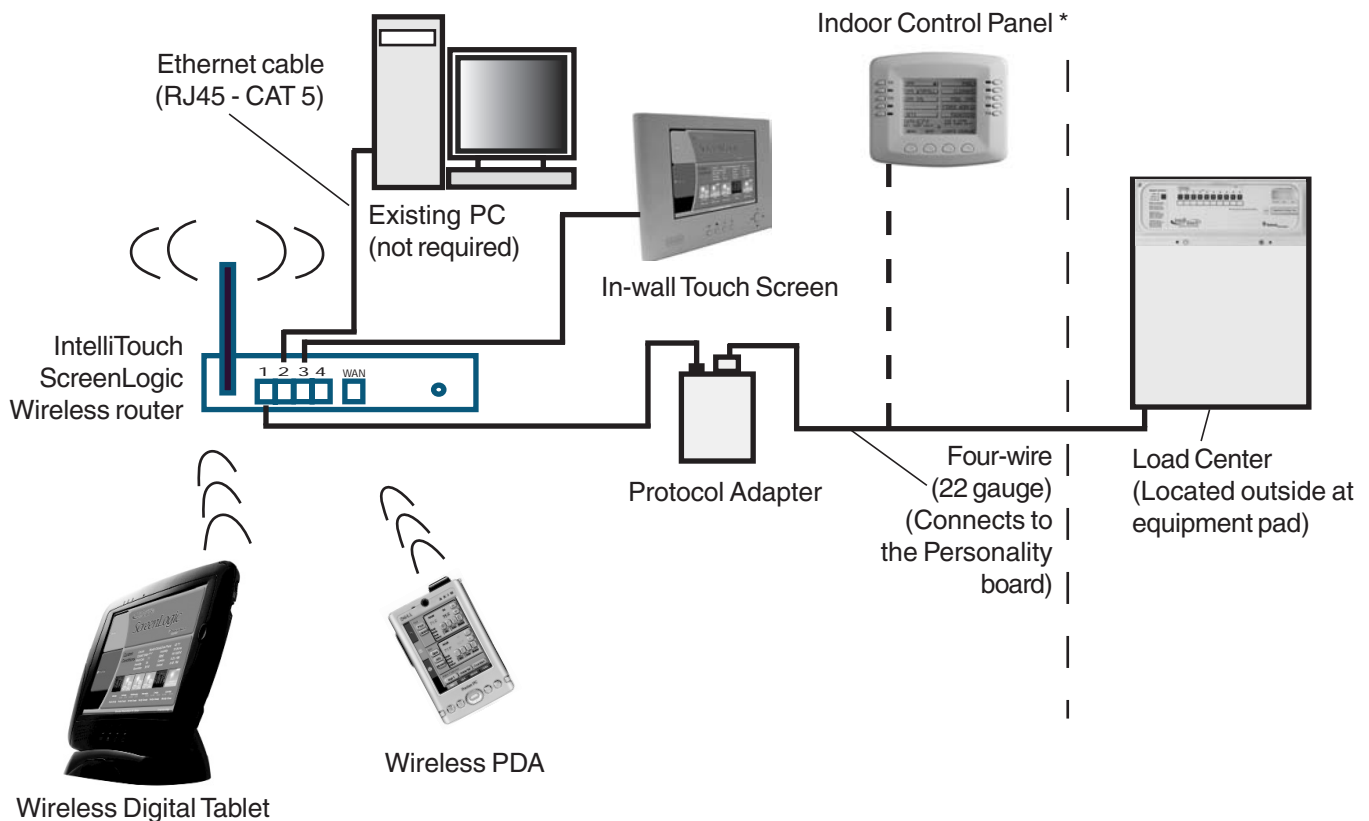 Indoor Control Panel *
Ethernet cable
(RJ45 - CAT 5)
Existing PC
(not required)
In-wall Touch Screen
IntelliTouch
ScreenLogic
Wireless router
1 2 3 4 WAN
Protocol Adapter
Four-wire
(22 gauge)
(Connects to
the Personality
board)
Load Center
(Located outside at
equipment pad)
ScreenLogic
Wireless PDA
Wireless Digital Tablet